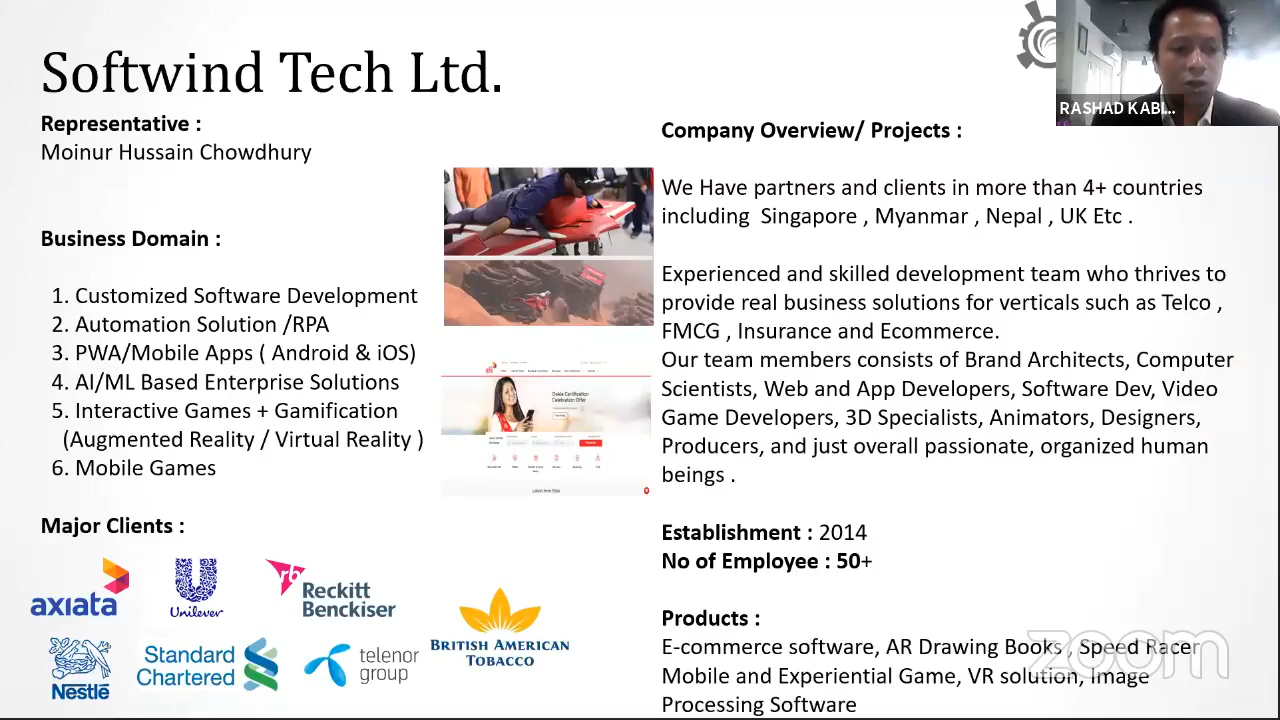 Softwind Tech Ltd.
Representative :
Moinur Hussain Chowdhury
Business Domain :
1. Customized Software Development
2. Automation Solution /RPA
3. PWA/Mobile Apps ( Android & iOS)
4. AI/ML Based Enterprise Solutions
5. Interactive Games + Gamification
(Augmented Reality / Virtual Reality )
6. Mobile Games
Major Clients :
axiata
Unilever
rb
Reckitt
Benckiser
BRITISH AMERICAN
TOBACCO
Nestlé
Standard
Chartered
telenor
group
Ookla Certification
Celebration Offer
RASHAD KABI...
Company Overview/ Projects :
We Have partners and clients in more than 4+ countries
including Singapore , Myanmar , Nepal , UK Etc .
Experienced and skilled development team who thrives to
provide real business solutions for verticals such as Telco ,
FMCG , Insurance and Ecommerce.
Our team members consists of Brand Architects, Computer
Scientists, Web and App Developers, Software Dev, Video
Game Developers, 3D Specialists, Animators, Designers,
Producers, and just overall passionate, organized human
beings .
Establishment : 2014
No of Employee : 50+
Products :
E-commerce software, AR Drawing Books , Speed Racer
Mobile and Experiential Game, VR solution, Image
Processing Software
zoom